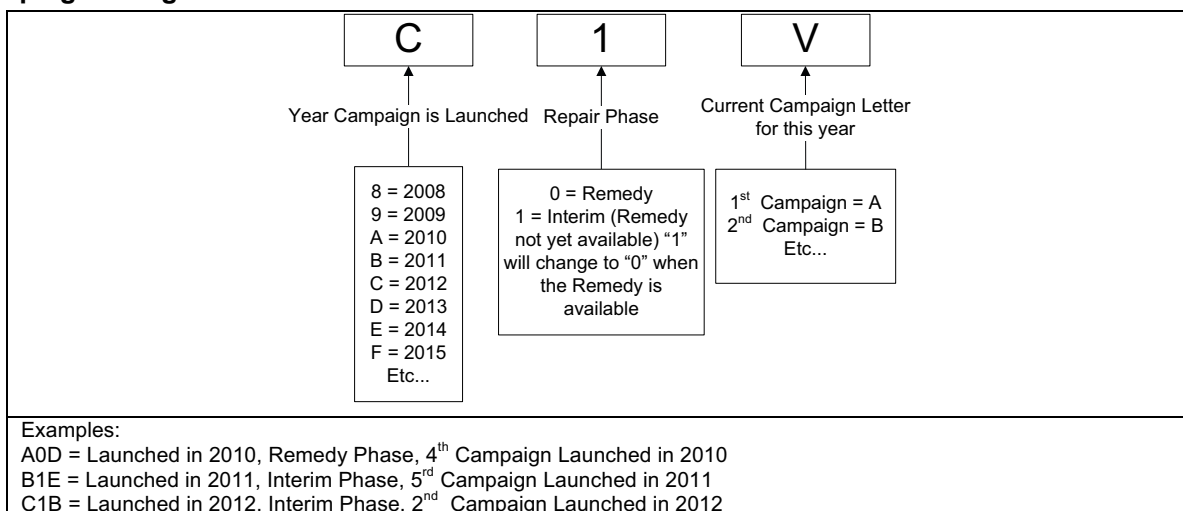 C 1 V
Year Campaign is Launched
Repair Phase
Current Campaign Letter
for this year
8 = 2008
9 = 2009
A = 2010
B = 2011
C = 2012
D = 2013
E = 2014
F = 2015
Etc...
0 = Remedy
1 = Interim (Remedy
not yet available) “1”
will change to “0” when
the Remedy is
available
1st Campaign = A
2nd Campaign = B
Etc...
Examples:
A0D = Launched in 2010, Remedy Phase, 4th Campaign Launched in 2010
B1E = Launched in 2011, Interim Phase, 5rd Campaign Launched in 2011
C1B = Launched in 2012, Interim Phase, 2nd Campaign Launched in 2012